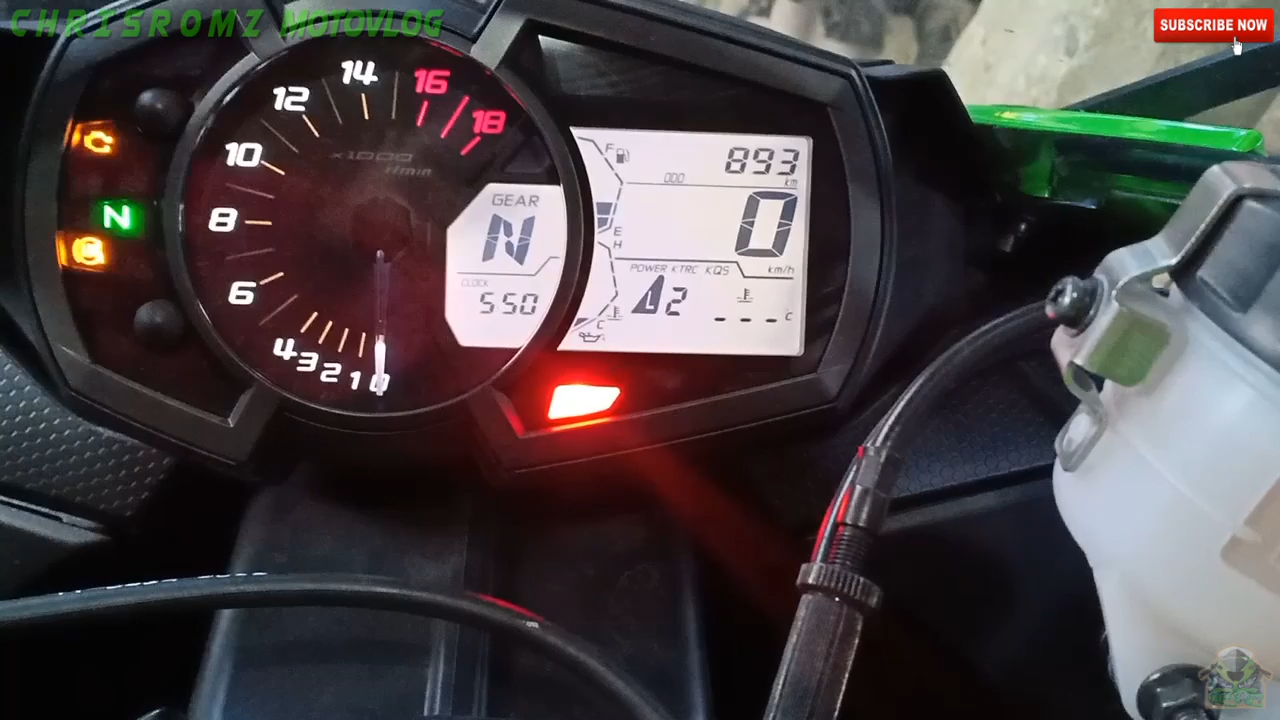 CHRISROMZ MOTOVLOG
SUBSCRIBE NOW
14
16
12
18
10
x1000
r/min
8
6
4
3
2
1
0
N
GEAR
N
CLOCK
5 50
F
893
ODO
km
0
E
H
POWER KTRC KQS
km/h
L 2
- - - - C
C